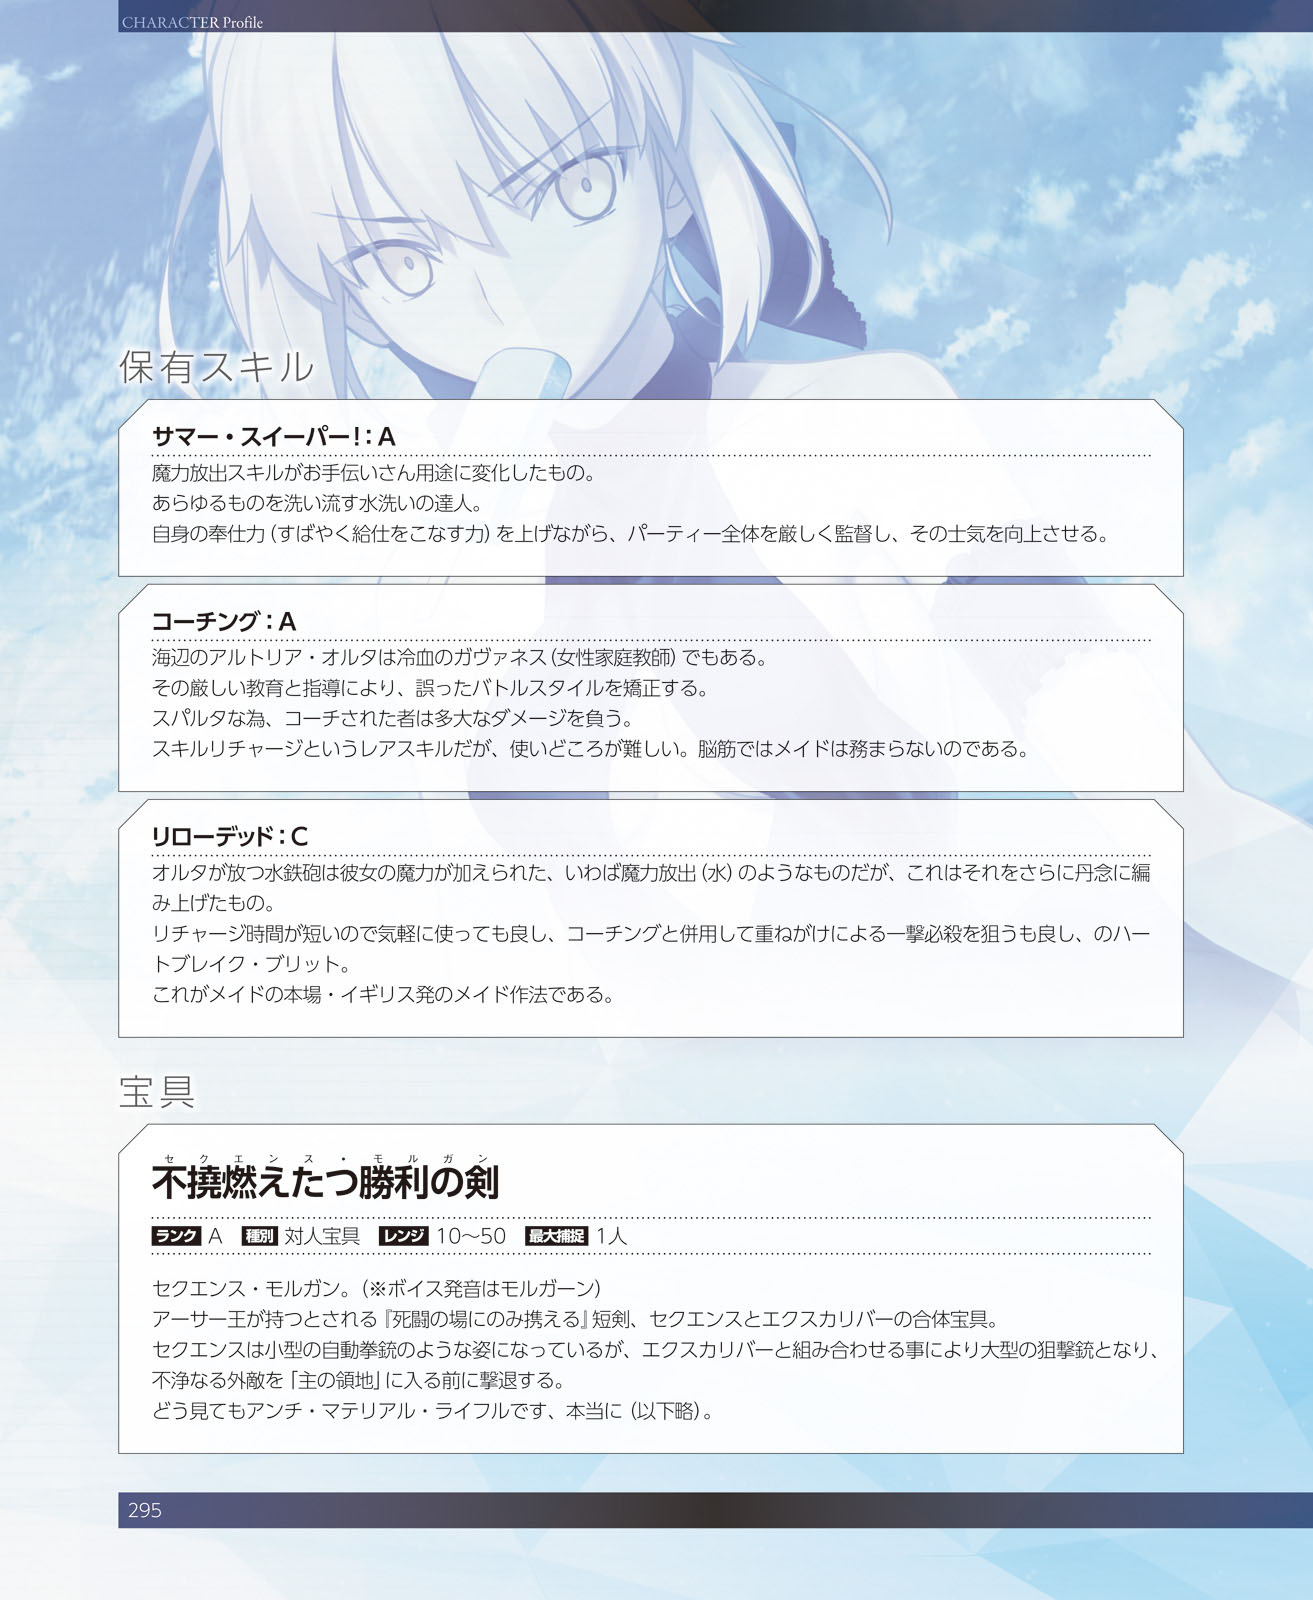 CHARACTER Profile
保有スキル
サマー・スイーパー!:A
魔力放出スキルがお手伝いさん用途に変化したもの。
あらゆるものを洗い流す水洗いの達人。
自身の奉仕力(すばやく給仕をこなす力)を上げながら、パーティー全体を厳しく監督し、その士気を向上させる。
コーチング:A
海辺のアルトリア・オルタは冷血のガヴァネス(女性家庭教師)でもある。
その厳しい教育と指導により、誤ったバトルスタイルを矯正する。
スパルタな為、コーチされた者は多大なダメージを負う。
スキルリチャージというレアスキルだが、使いどころが難しい。脳筋ではメイドは務まらないのである。
リローデッド:C
オルタが放つ水鉄砲は彼女の魔力が加えられた、いわば魔力放出(水)のようなものだが、これはそれをさらに丹念に編
み上げたもの。
リチャージ時間が短いので気軽に使っても良し、コーチングと併用して重ねがけによる一撃必殺を狙うも良し、のハー
トブレイク・ブリット。
これがメイドの本場・イギリス発のメイド作法である。
宝具
セクエンス・モルガン
不撓燃えたつ勝利の剣
ランク A 種別 対人宝具 レンジ 10〜50 最大捕捉 1人
セクエンス・モルガン。(※ボイス発音はモルガーン)
アーサー王が持つとされる『死闘の場にのみ携える』短剣、セクエンスとエクスカリバーの合体宝具。
セクエンスは小型の自動拳銃のような姿になっているが、エクスカリバーと組み合わせる事により大型の狙撃銃となり、
不浄なる外敵を「主の領地」に入る前に撃退する。
どう見てもアンチ・マテリアル・ライフルです、本当に(以下略)。
295